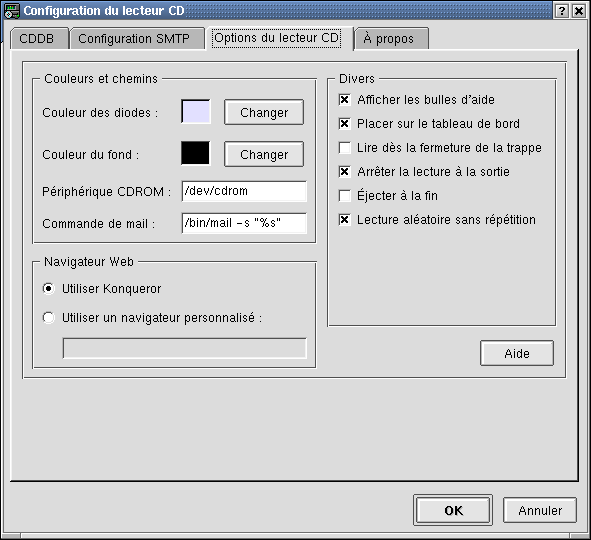 Configuration du lecteur CD
CDDB
Configuration SMTP
Options du lecteur CD
À propos
Couleurs et chemins
Couleur des diodes :
Changer
Couleur du fond :
Changer
Périphérique CDROM :
/dev/cdrom
Commande de mail :
/bin/mail -s "%s"
Navigateur Web
Utiliser Konqueror
Utiliser un navigateur personnalisé :
Divers
Afficher les bulles d'aide
Placer sur le tableau de bord
Lire dès la fermeture de la trappe
Arrêter la lecture à la sortie
Éjecter à la fin
Lecture aléatoire sans répétition
Aide
OK
Annuler